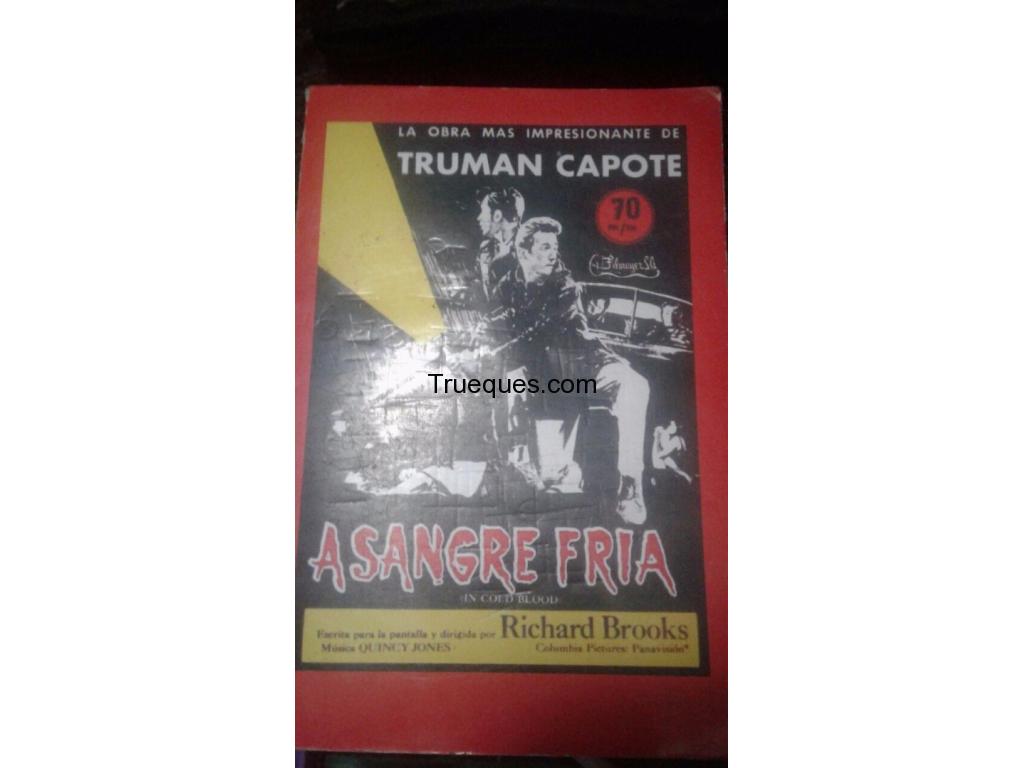 LA OBRA MAS IMPRESIONANTE DE
TRUMAN CAPOTE
70
m/m
Trueques.com
A SANGRE FRIA
(IN COLD BLOOD)
Escrita para la pantalla y dirigida por Richard Brooks
Música QUINCY JONES · Columbia Pictures: Panavisión*